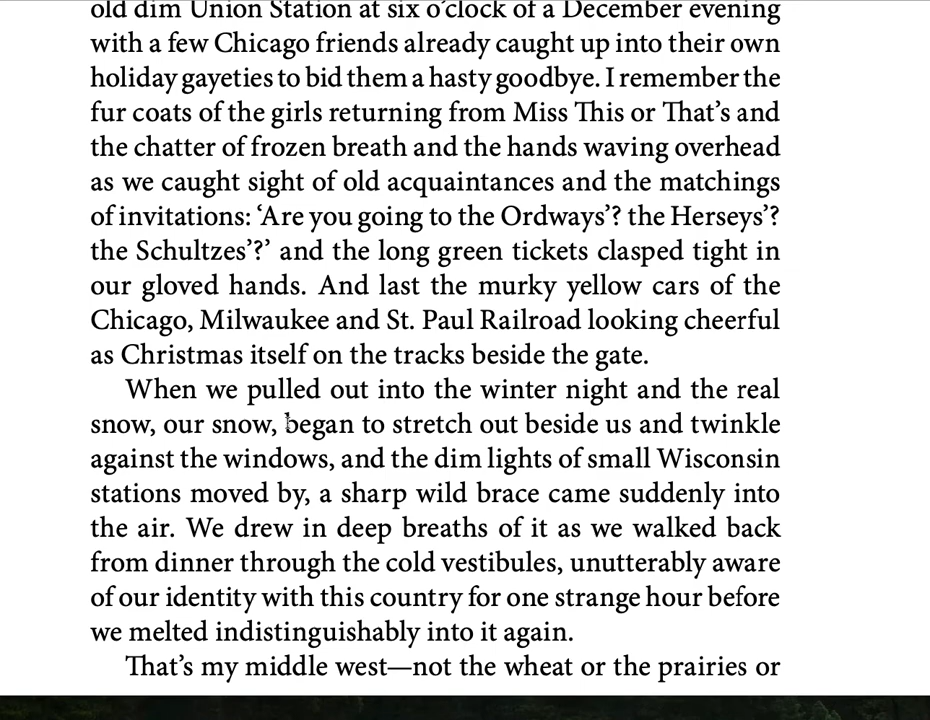 old dim Union Station at six o’clock of a December evening
with a few Chicago friends already caught up into their own
holiday gayeties to bid them a hasty goodbye. I remember the
fur coats of the girls returning from Miss This or That’s and
the chatter of frozen breath and the hands waving overhead
as we caught sight of old acquaintances and the matchings
of invitations: ‘Are you going to the Ordways’? the Herseys’?
the Schultzes’?’ and the long green tickets clasped tight in
our gloved hands. And last the murky yellow cars of the
Chicago, Milwaukee and St. Paul Railroad looking cheerful
as Christmas itself on the tracks beside the gate.
When we pulled out into the winter night and the real
snow, our snow, began to stretch out beside us and twinkle
against the windows, and the dim lights of small Wisconsin
stations moved by, a sharp wild brace came suddenly into
the air. We drew in deep breaths of it as we walked back
from dinner through the cold vestibules, unutterably aware
of our identity with this country for one strange hour before
we melted indistinguishably into it again.
That’s my middle west—not the wheat or the prairies or